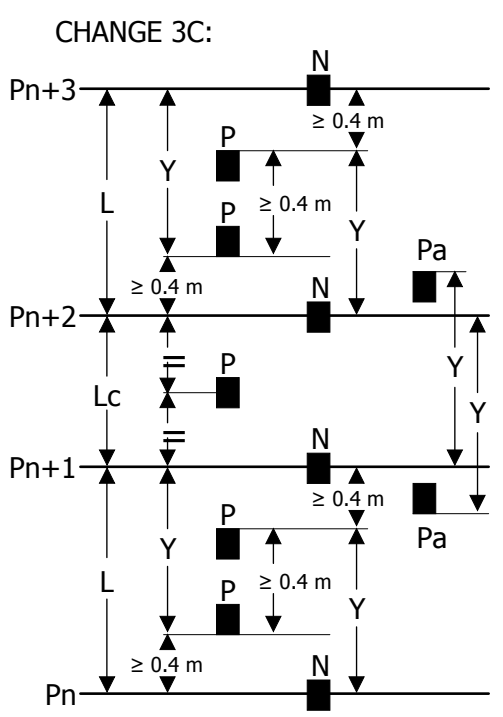 CHANGE 3C:
N
Pn+3
≥ 0.4 m
P
Y
L
P
≥ 0.4 m
Y
Pa
≥ 0.4 m
N
Pn+2
=
P
Y
Lc
Y
=
N
Pn+1
≥ 0.4 m
P
Pa
Y
L
P
≥ 0.4 m
Y
≥ 0.4 m
N
Pn